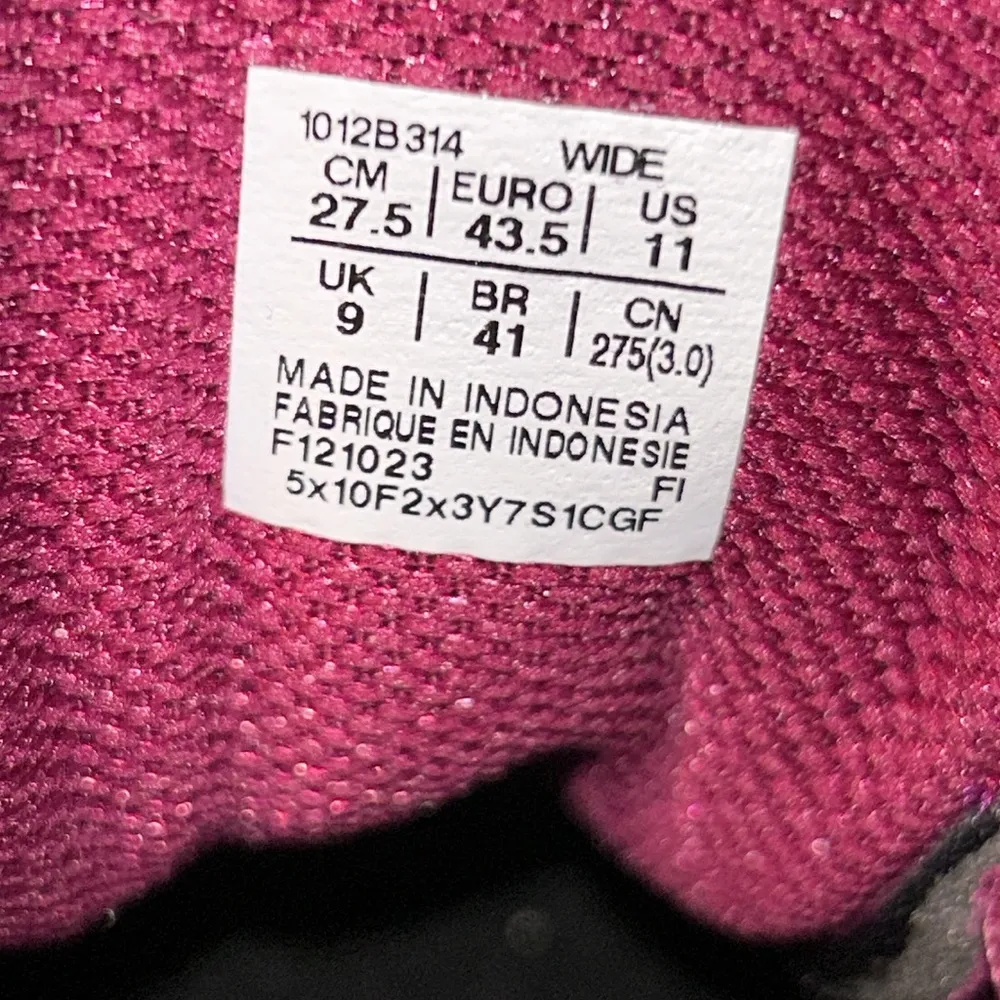 1012B314 WIDE
CM | EURO | US
27.5 | 43.5 | 11
UK | BR | CN
9 | 41 | 275(3.0)
MADE IN INDONESIA
FABRIQUE EN INDONESIE
F121023 FI
5x10F2x3Y7S1CGF